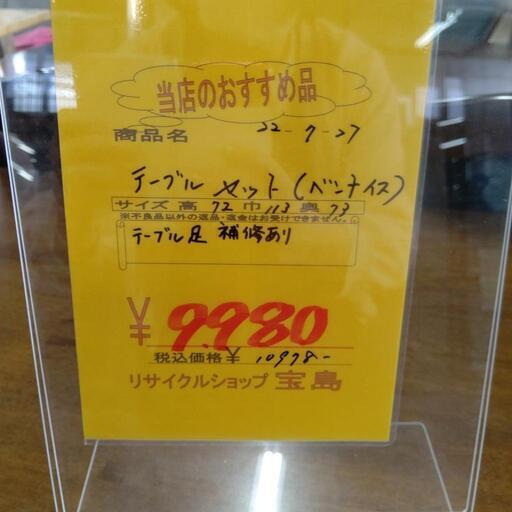 当店のおすすめ品
商品名 22-7-27
テーブルセット(ベンチイス)
サイズ高 72 巾 113 奥 73
※不良品以外の返品・返金はお受けできません。
テーブル足 補修あり
¥9980
税込価格¥ 10978-
リサイクルショップ 宝島